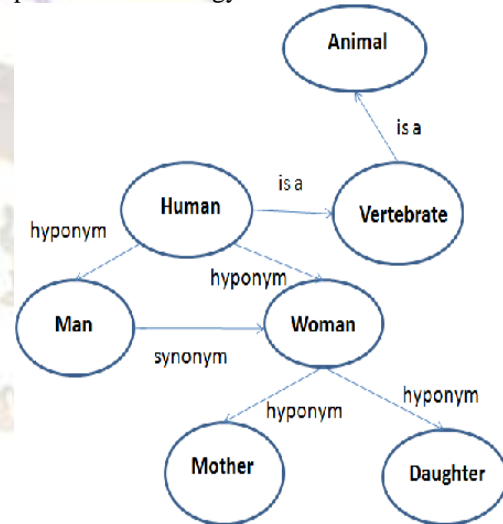 Animal
is a
is a
Human
Vertebrate
hyponym
hyponym
Man
Woman
synonym
hyponym
hyponym
Mother
Daughter